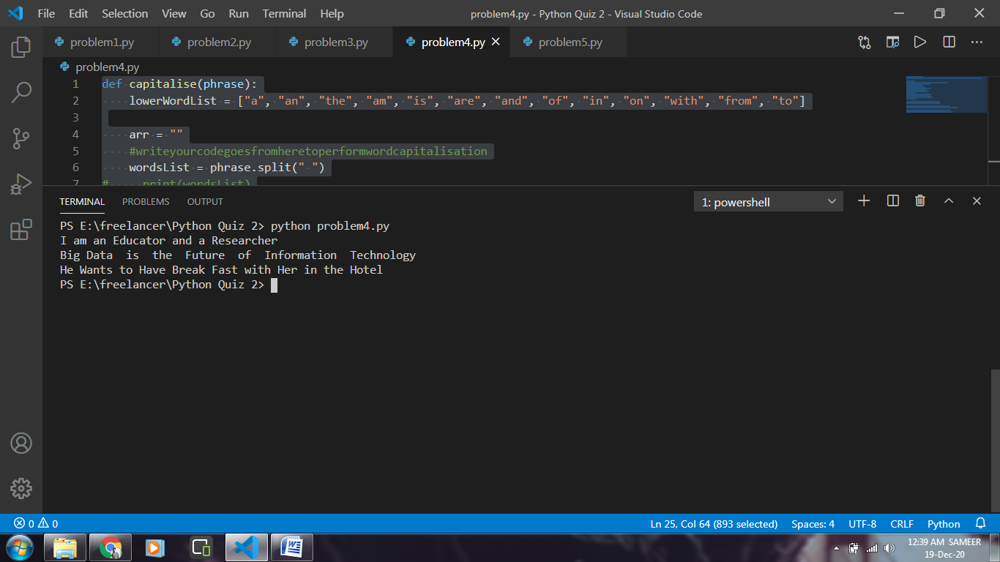 File Edit Selection View Go Run Terminal Help problem4.py - Python Quiz 2 - Visual Studio Code
problem1.py problem2.py problem3.py problem4.py problem5.py
problem4.py
1 def capitalise(phrase):
2 lowerWordList = ["a", "an", "the", "am", "is", "are", "and", "of", "in", "on", "with", "from", "to"]
3
4 arr = ""
5 #writeyourcodegoesfromheretoperformwordcapitalisation
6 wordsList = phrase.split(" ")
7 # print(wordsList)
TERMINAL PROBLEMS OUTPUT 1: powershell
PS E:\freelancer\Python Quiz 2> python problem4.py
I am an Educator and a Researcher
Big Data  is  the  Future  of  Information  Technology
He Wants to Have Break Fast with Her in the Hotel
PS E:\freelancer\Python Quiz 2>
0 0 Ln 25, Col 64 (893 selected) Spaces: 4 UTF-8 CRLF Python
12:39 AM SAMEER
19-Dec-20